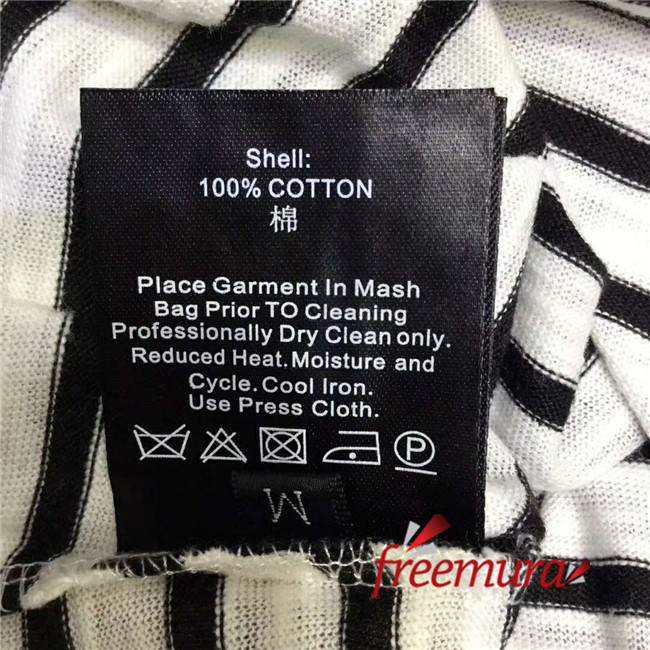 Shell:
100% COTTON
棉
Place Garment In Mash
Bag Prior TO Cleaning
Professionally Dry Clean only.
Reduced Heat. Moisture and
Cycle. Cool Iron.
Use Press Cloth.
P
M
freemura